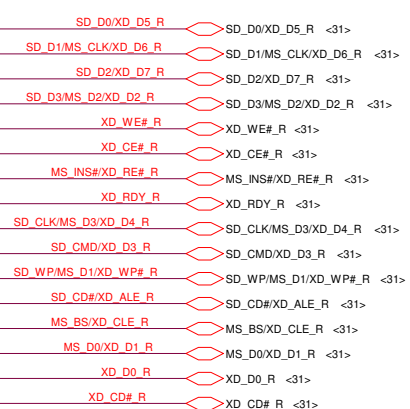 SD_D0/XD_D5_R SD_D0/XD_D5_R <31>
SD_D1/MS_CLK/XD_D6_R SD_D1/MS_CLK/XD_D6_R <31>
SD_D2/XD_D7_R SD_D2/XD_D7_R <31>
SD_D3/MS_D2/XD_D2_R SD_D3/MS_D2/XD_D2_R <31>
XD_WE#_R XD_WE#_R <31>
XD_CE#_R XD_CE#_R <31>
MS_INS#/XD_RE#_R MS_INS#/XD_RE#_R <31>
XD_RDY_R XD_RDY_R <31>
SD_CLK/MS_D3/XD_D4_R SD_CLK/MS_D3/XD_D4_R <31>
SD_CMD/XD_D3_R SD_CMD/XD_D3_R <31>
SD_WP/MS_D1/XD_WP#_R SD_WP/MS_D1/XD_WP#_R <31>
SD_CD#/XD_ALE_R SD_CD#/XD_ALE_R <31>
MS_BS/XD_CLE_R MS_BS/XD_CLE_R <31>
MS_D0/XD_D1_R MS_D0/XD_D1_R <31>
XD_D0_R XD_D0_R <31>
XD_CD#_R XD_CD#_R <31>